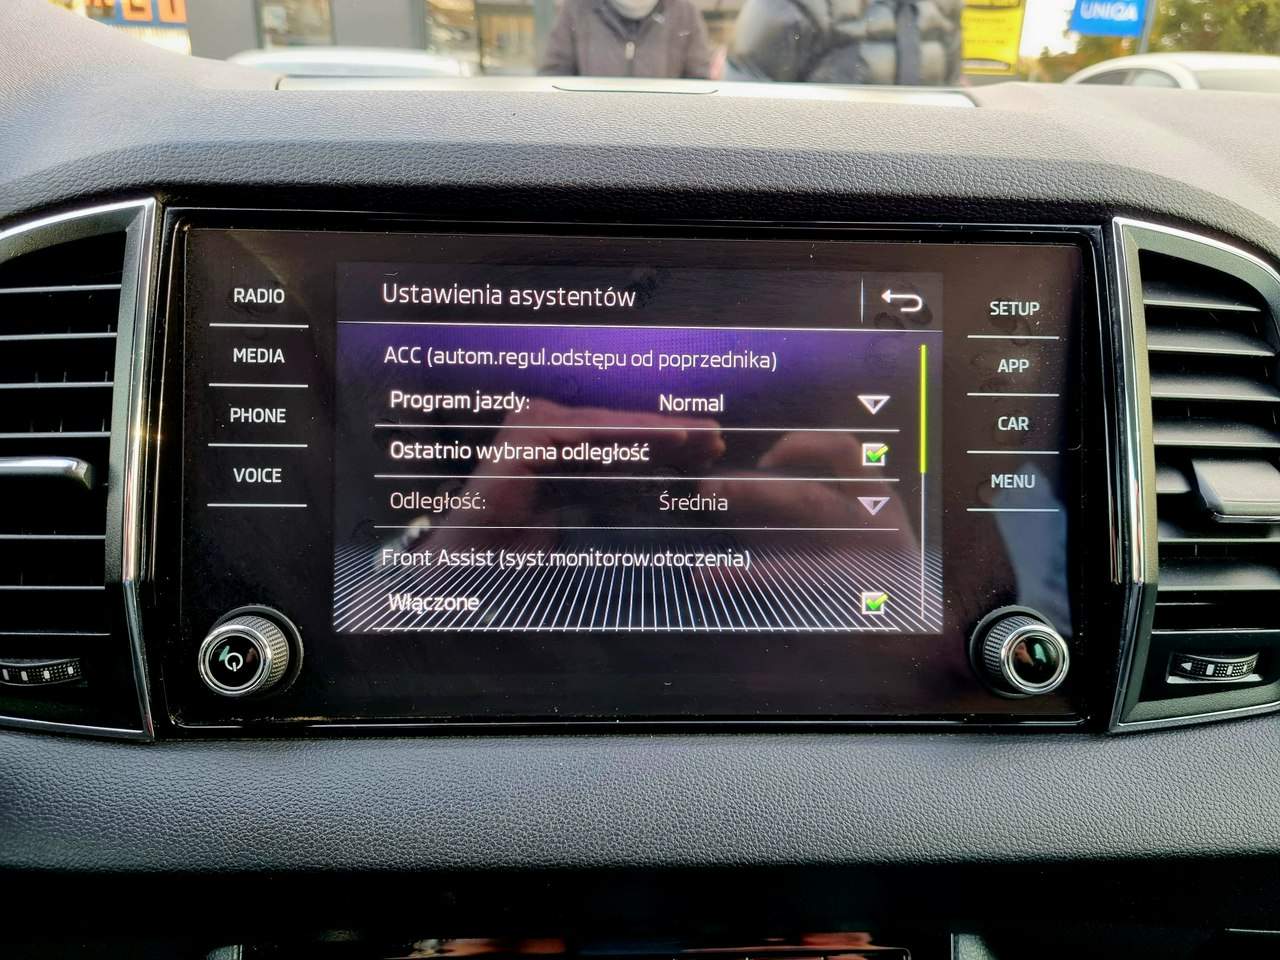 UNIQA
RADIO
MEDIA
PHONE
VOICE
Ustawienia asystentów
ACC (autom.regul.odstępu od poprzednika)
Program jazdy: Normal
Ostatnio wybrana odległość
Odległość: Średnia
Front Assist (syst.monitorow.otoczenia)
Włączone
SETUP
APP
CAR
MENU